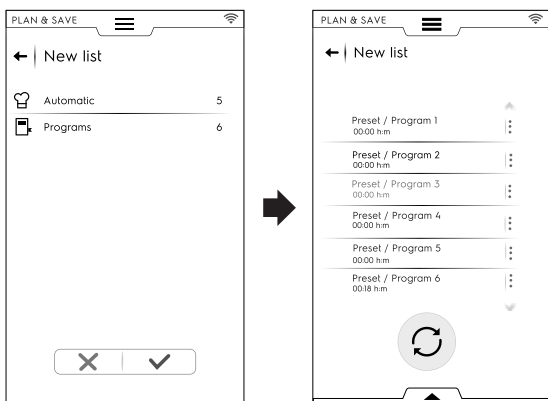 PLAN & SAVE
New list
Automatic 5
Programs 6
PLAN & SAVE
New list
Preset / Program 1
00:00 h:m
Preset / Program 2
00:00 h:m
Preset / Program 3
00:00 h:m
Preset / Program 4
00:00 h:m
Preset / Program 5
00:00 h:m
Preset / Program 6
00:18 h:m